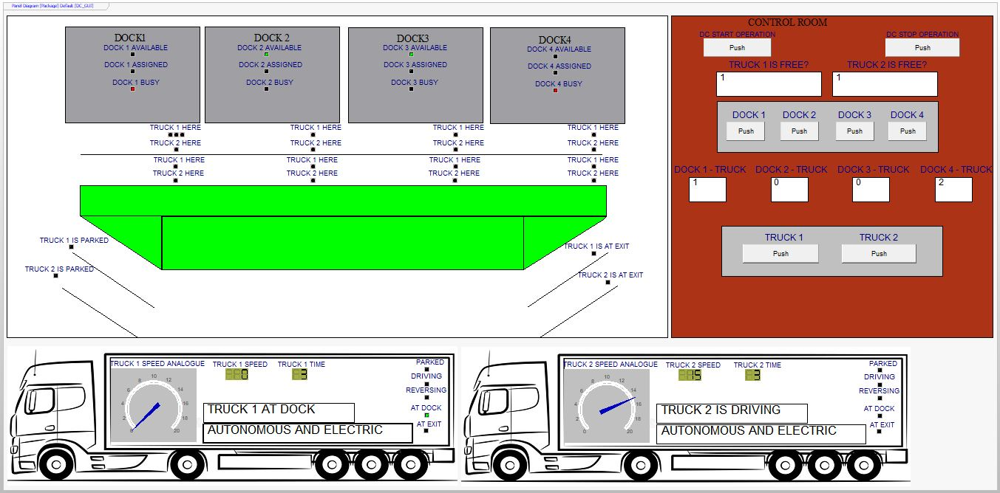 Panel Diagram [Package] Default [DC_GUI]
DOCK1
DOCK 1 AVAILABLE
DOCK 1 ASSIGNED
DOCK 1 BUSY
DOCK 2
DOCK 2 AVAILABLE
DOCK 2 ASSIGNED
DOCK 2 BUSY
DOCK3
DOCK 3 AVAILABLE
DOCK 3 ASSIGNED
DOCK 3 BUSY
DOCK4
DOCK 4 AVAILABLE
DOCK 4 ASSIGNED
DOCK 4 BUSY
TRUCK 1 HERE TRUCK 1 HERE TRUCK 1 HERE TRUCK 1 HERE
TRUCK 2 HERE TRUCK 2 HERE TRUCK 2 HERE TRUCK 2 HERE
TRUCK 1 HERE TRUCK 1 HERE TRUCK 1 HERE TRUCK 1 HERE
TRUCK 2 HERE TRUCK 2 HERE TRUCK 2 HERE TRUCK 2 HERE
TRUCK 1 IS PARKED
TRUCK 2 IS PARKED
TRUCK 1 IS AT EXIT
TRUCK 2 IS AT EXIT
CONTROL ROOM
DC START OPERATION DC STOP OPERATION
Push Push
TRUCK 1 IS FREE? TRUCK 2 IS FREE?
1 1
DOCK 1 DOCK 2 DOCK 3 DOCK 4
Push Push Push Push
DOCK 1 - TRUCK DOCK 2 - TRUCK DOCK 3 - TRUCK DOCK 4 - TRUCK
1 0 0 2
TRUCK 1 TRUCK 2
Push Push
TRUCK 1 SPEED ANALOGUE
0 2 4 6 8 10 12 14 16 18 20
TRUCK 1 SPEED
0
TRUCK 1 TIME
3
PARKED
DRIVING
REVERSING
AT DOCK
AT EXIT
TRUCK 1 AT DOCK
AUTONOMOUS AND ELECTRIC
TRUCK 2 SPEED ANALOGUE
0 2 4 6 8 10 12 14 16 18 20
TRUCK 2 SPEED
15
TRUCK 2 TIME
3
PARKED
DRIVING
REVERSING
AT DOCK
AT EXIT
TRUCK 2 IS DRIVING
AUTONOMOUS AND ELECTRIC